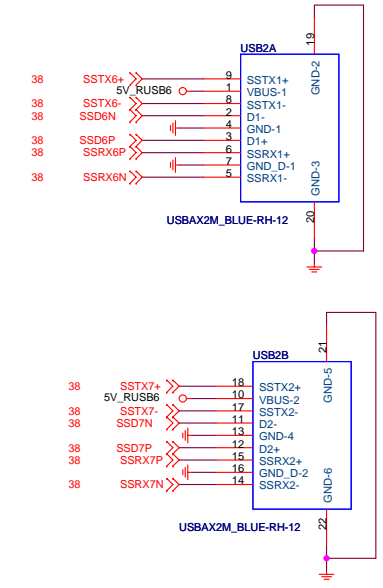 19
USB2A
GND-2
38 SSTX6+ 9 SSTX1+
5V_RUSB6 1 VBUS-1
38 SSTX6- 8 SSTX1-
38 SSD6N 2 D1-
4 GND-1
38 SSD6P 3 D1+
38 SSRX6P 6 SSRX1+
7 GND_D-1
38 SSRX6N 5 SSRX1-
GND-3
20
USBAX2M_BLUE-RH-12
21
USB2B
GND-5
38 SSTX7+ 18 SSTX2+
5V_RUSB6 10 VBUS-2
38 SSTX7- 17 SSTX2-
38 SSD7N 11 D2-
13 GND-4
38 SSD7P 12 D2+
38 SSRX7P 15 SSRX2+
16 GND_D-2
38 SSRX7N 14 SSRX2-
GND-6
22
USBAX2M_BLUE-RH-12